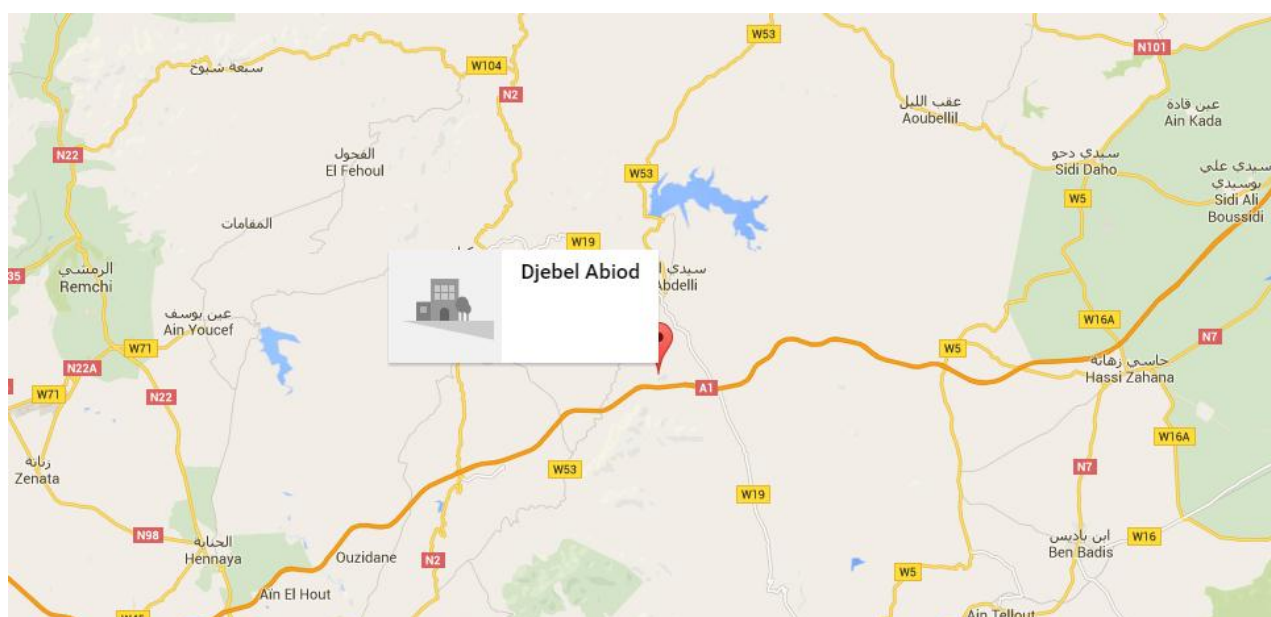 W53
N101
سبعة شيوخ
W104
N2
عقب الليل
Aoubellil
عين قادة
Ain Kada
N22
الفحول
El Fehoul
سيدي دحو
Sidi Daho
سيدي علي
بوسيدي
Sidi Ali
Boussidi
W53
W5
المقامات
W19
Djebel Abiod
سيدي
Abdelli
35
الرمشي
Remchi
عين يوسف
Ain Youcef
W16A
N7
W71
W5
N22A
حاسي زهانة
Hassi Zahana
W71
N22
A1
W16A
زناتة
Zenata
W53
N7
W19
N98
الحناية
Hennaya
Ouzidane
N2
ابن باديس
Ben Badis
W16
W5
Ain El Hout
Ain Tellout